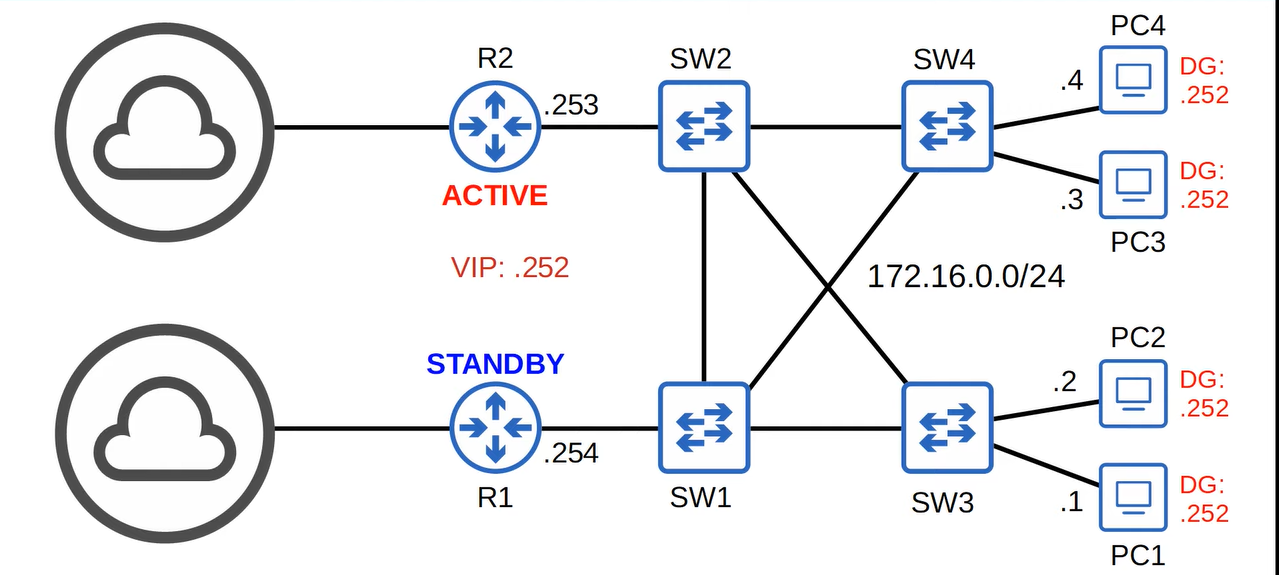 PC4
R2
SW2
SW4
.4
DG:
.252
.253
ACTIVE
DG:
.252
.3
PC3
VIP: .252
172.16.0.0/24
STANDBY
PC2
.2
DG:
.252
.254
R1
SW1
SW3
.1
DG:
.252
PC1